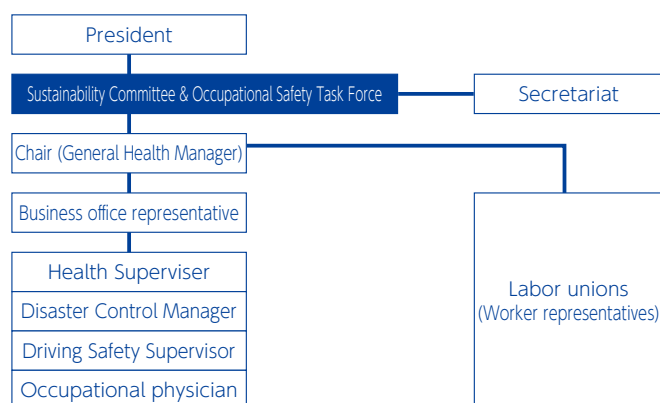 President
Sustainability Committee & Occupational Safety Task Force
Secretariat
Chair (General Health Manager)
Business office representative
Health Superviser
Disaster Control Manager
Driving Safety Supervisor
Occupational physician
Labor unions
(Worker representatives)